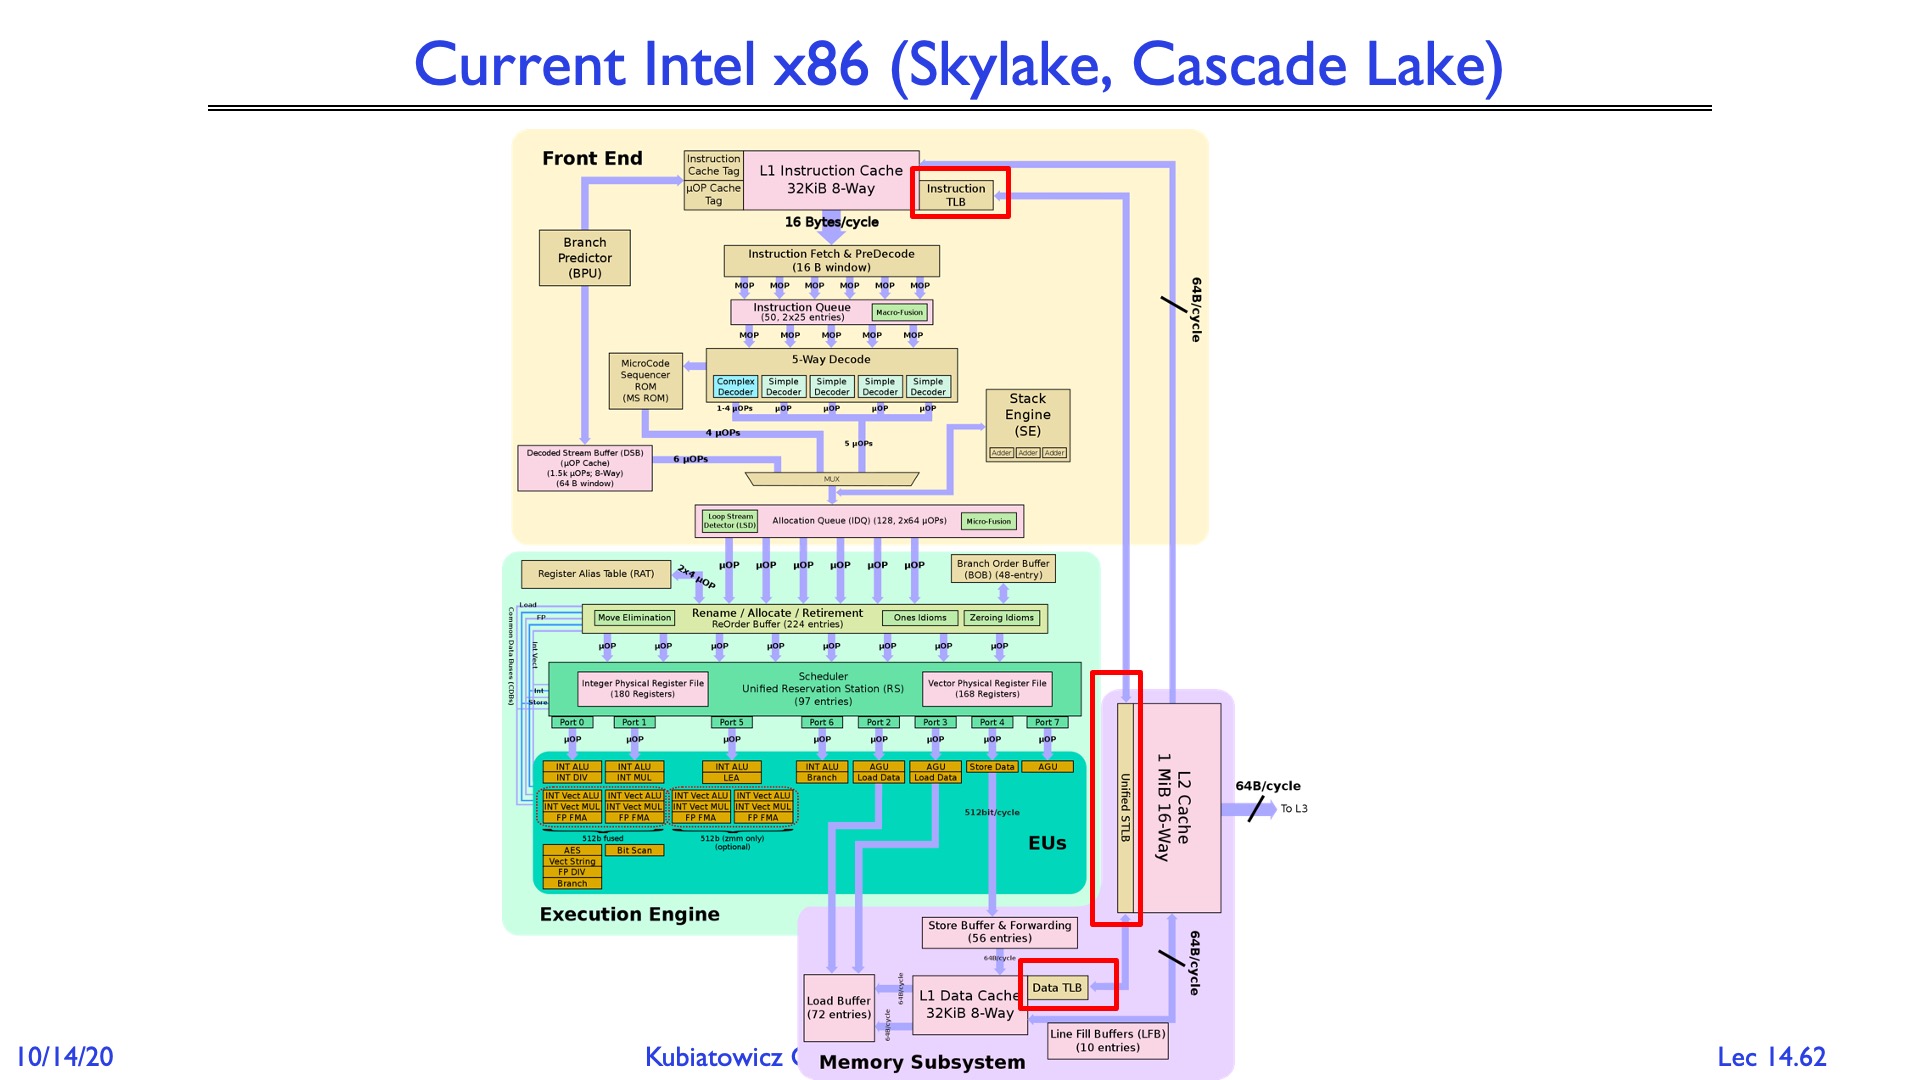 Current Intel x86 (Skylake, Cascade Lake)
Front End
Instruction
Cache Tag
µOP Cache
Tag
L1 Instruction Cache
32KiB 8-Way
Instruction
TLB
16 Bytes/cycle
Branch
Predictor
(BPU)
Instruction Fetch & PreDecode
(16 B window)
MOP MOP MOP MOP MOP MOP
Instruction Queue
(50, 2x25 entries)
Macro-Fusion
MOP MOP MOP MOP MOP
64B/cycle
MicroCode
Sequencer
ROM
(MS ROM)
5-Way Decode
Complex
Decoder
Simple
Decoder
Simple
Decoder
Simple
Decoder
Simple
Decoder
1-4 µOPs µOP µOP µOP µOP
Stack
Engine
(SE)
Adder Adder Adder
4 µOPs
5 µOPs
Decoded Stream Buffer (DSB)
(µOP Cache)
(1.5k µOPs; 8-Way)
(64 B window)
6 µOPs
MUX
Loop Stream
Detector (LSD)
Allocation Queue (IDQ) (128, 2x64 µOPs)
Micro-Fusion
Register Alias Table (RAT)
2x4 µOP
µOP µOP µOP µOP µOP µOP
Branch Order Buffer
(BOB) (48-entry)
Load
FP
Common Data Buses (CDBs)
Int Vect
Int
Store
Move Elimination
Rename / Allocate / Retirement
ReOrder Buffer (224 entries)
Ones Idioms
Zeroing Idioms
µOP µOP µOP µOP µOP µOP µOP µOP
Integer Physical Register File
(180 Registers)
Scheduler
Unified Reservation Station (RS)
(97 entries)
Vector Physical Register File
(168 Registers)
Port 0 Port 1 Port 5 Port 6 Port 2 Port 3 Port 4 Port 7
µOP µOP µOP µOP µOP µOP µOP µOP
INT ALU INT ALU INT ALU INT ALU AGU AGU Store Data AGU
INT DIV INT MUL LEA Branch Load Data Load Data
INT Vect ALU INT Vect ALU INT Vect ALU INT Vect ALU
INT Vect MUL INT Vect MUL INT Vect MUL INT Vect MUL
FP FMA FP FMA FP FMA FP FMA
512b fused
512b (zmm only)
(optional)
AES Bit Scan
Vect String
FP DIV
Branch
512bit/cycle
EUs
Execution Engine
Unified STLB
L2 Cache
1 MiB 16-Way
64B/cycle
To L3
Store Buffer & Forwarding
(56 entries)
64B/cycle
64B/cycle
Load Buffer
(72 entries)
64B/cycle
64B/cycle
L1 Data Cache
32KiB 8-Way
Data TLB
Line Fill Buffers (LFB)
(10 entries)
Memory Subsystem
10/14/20
Kubiatowicz
Lec 14.62